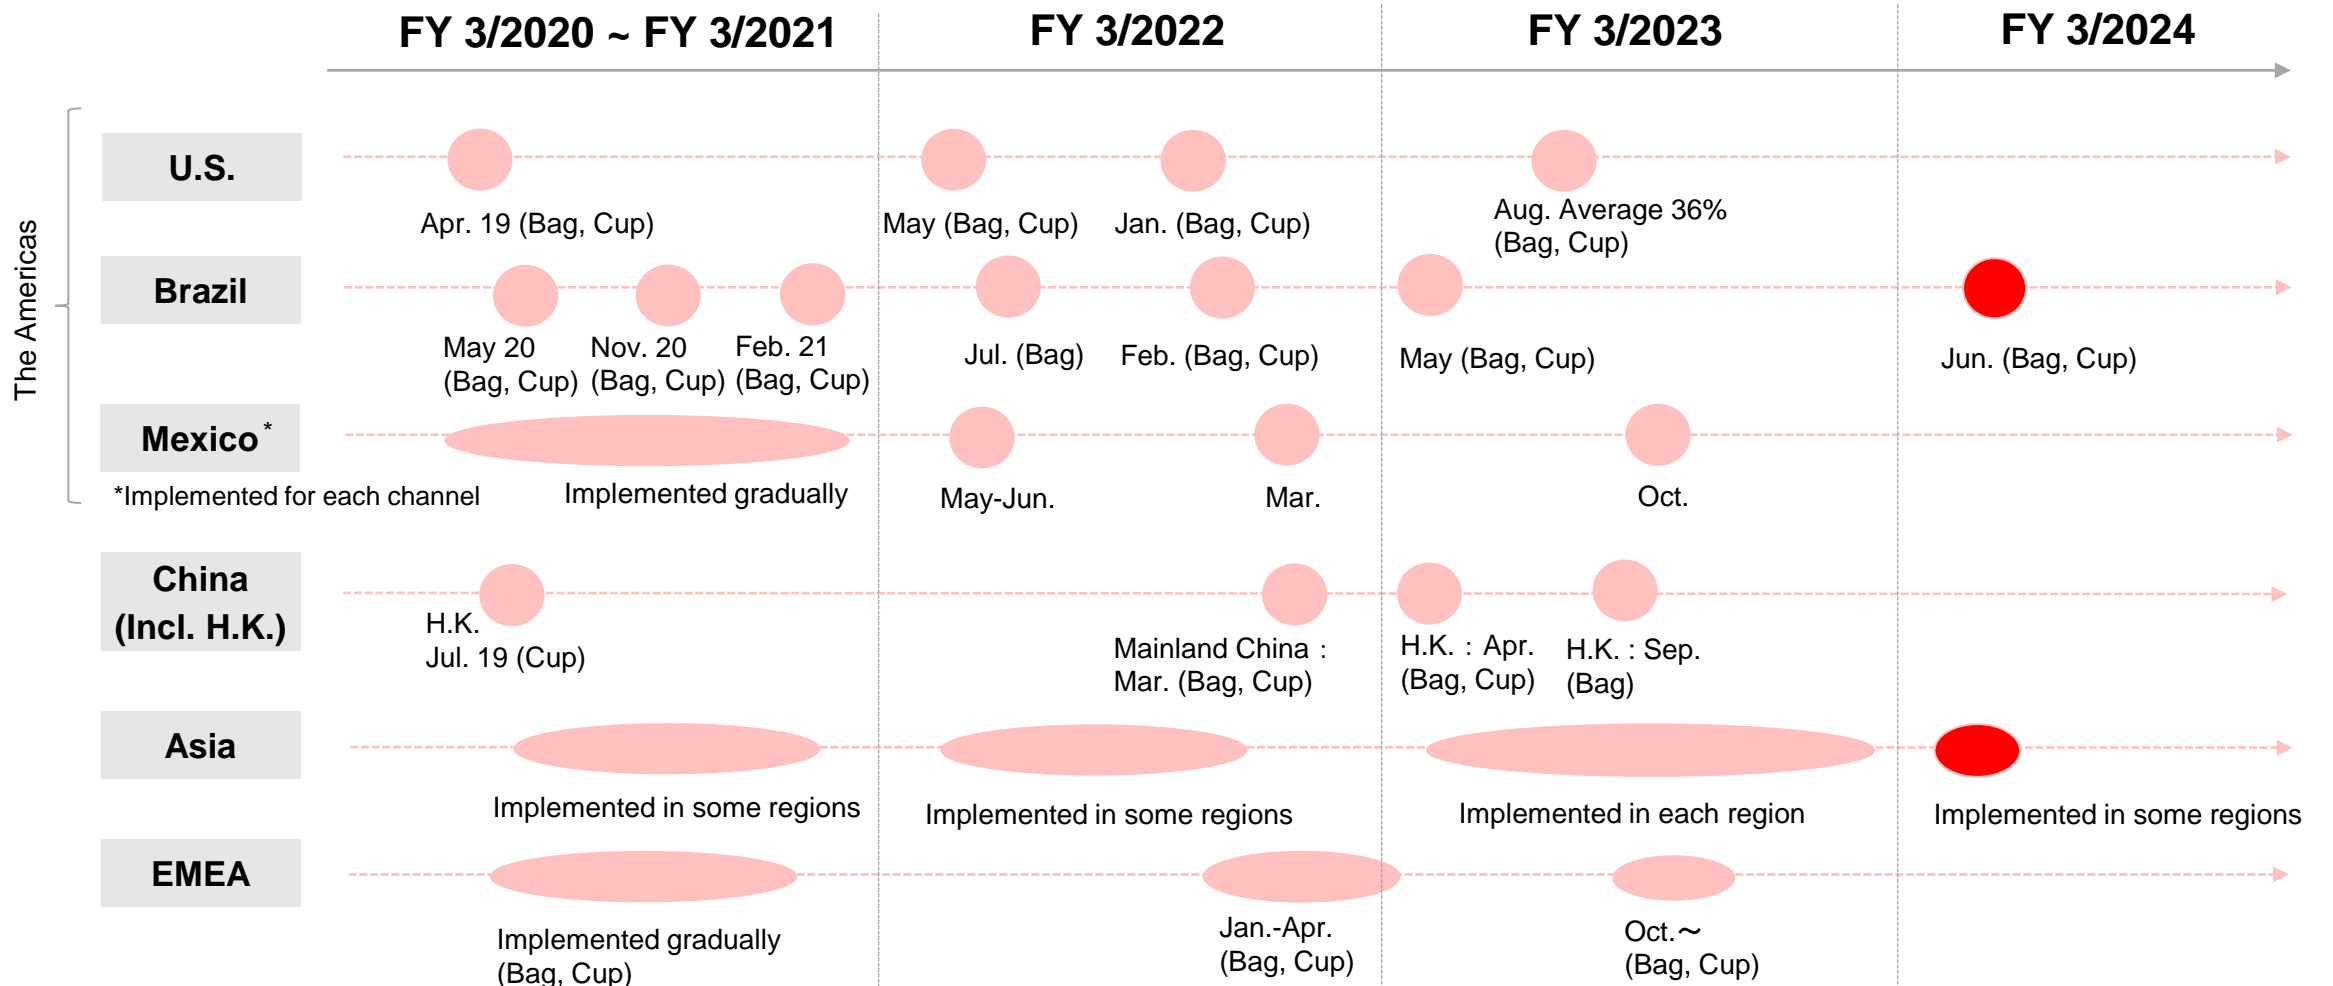 FY 3/2020 ~ FY 3/2021
FY 3/2022
FY 3/2023
FY 3/2024
The Americas
U.S.
Apr. 19 (Bag, Cup)
May (Bag, Cup)
Jan. (Bag, Cup)
Aug. Average 36%
(Bag, Cup)
Brazil
May 20
(Bag, Cup)
Nov. 20
(Bag, Cup)
Feb. 21
(Bag, Cup)
Jul. (Bag)
Feb. (Bag, Cup)
May (Bag, Cup)
Jun. (Bag, Cup)
Mexico*
*Implemented for each channel
Implemented gradually
May-Jun.
Mar.
Oct.
China
(Incl. H.K.)
H.K.
Jul. 19 (Cup)
Mainland China :
Mar. (Bag, Cup)
H.K. : Apr.
(Bag, Cup)
H.K. : Sep.
(Bag)
Asia
Implemented in some regions
Implemented in some regions
Implemented in each region
Implemented in some regions
EMEA
Implemented gradually
(Bag, Cup)
Jan.-Apr.
(Bag, Cup)
Oct.～
(Bag, Cup)